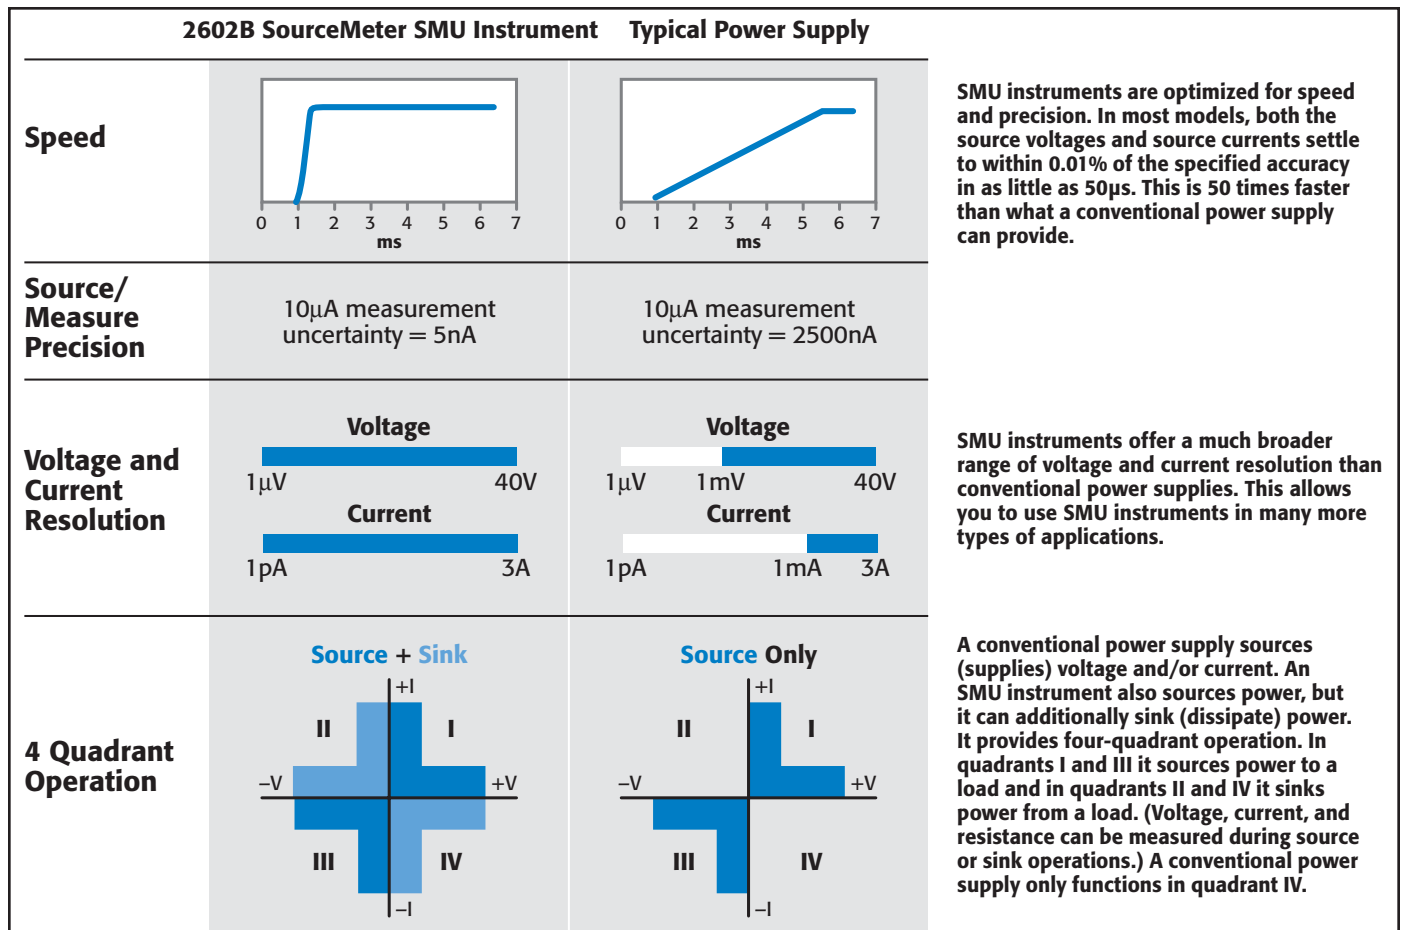 2602B SourceMeter SMU Instrument
Typical Power Supply
Speed
0 1 2 3 4 5 6 7
ms
0 1 2 3 4 5 6 7
ms
SMU instruments are optimized for speed
and precision. In most models, both the
source voltages and source currents settle
to within 0.01% of the specified accuracy
in as little as 50µs. This is 50 times faster
than what a conventional power supply
can provide.
Source/
Measure
Precision
10µA measurement
uncertainty = 5nA
10µA measurement
uncertainty = 2500nA
Voltage and
Current
Resolution
Voltage
1µV 40V
Current
1pA 3A
Voltage
1µV 1mV 40V
Current
1pA 1mA 3A
SMU instruments offer a much broader
range of voltage and current resolution than
conventional power supplies. This allows
you to use SMU instruments in many more
types of applications.
4 Quadrant
Operation
Source + Sink
+I
II I
–V +V
III IV
–I
Source Only
+I
II I
–V +V
III IV
–I
A conventional power supply sources
(supplies) voltage and/or current. An
SMU instrument also sources power, but
it can additionally sink (dissipate) power.
It provides four-quadrant operation. In
quadrants I and III it sources power to a
load and in quadrants II and IV it sinks
power from a load. (Voltage, current, and
resistance can be measured during source
or sink operations.) A conventional power
supply only functions in quadrant IV.